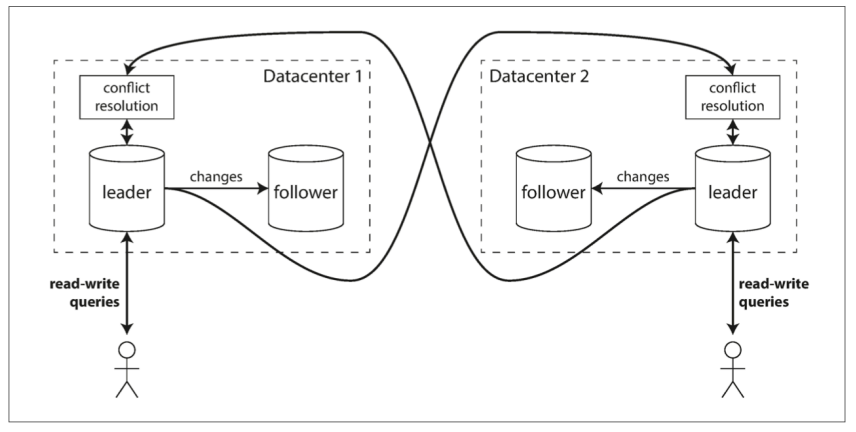 Datacenter 1
conflict
resolution
leader
changes
follower
read-write
queries
Datacenter 2
conflict
resolution
follower
changes
leader
read-write
queries